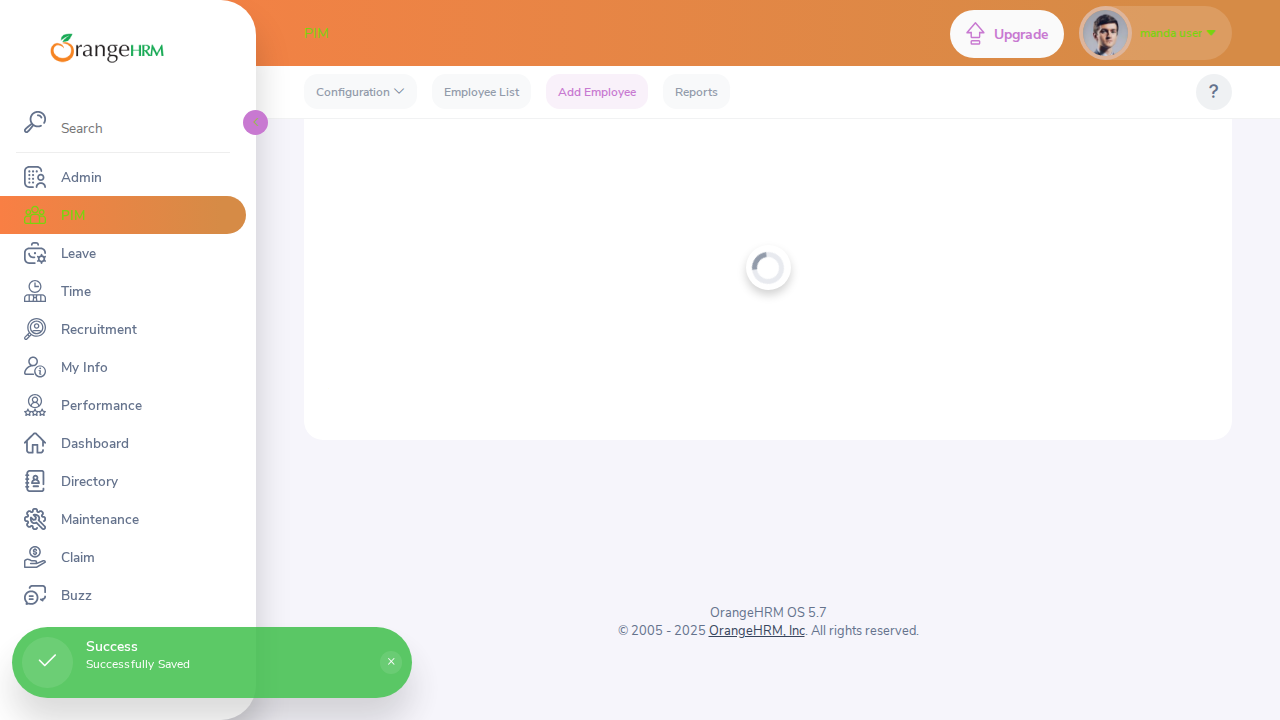 OrangeHRM
Search
Admin
PIM
Leave
Time
Recruitment
My Info
Performance
Dashboard
Directory
Maintenance
Claim
Buzz
PIM
Upgrade
manda user
Configuration
Employee List
Add Employee
Reports
?
OrangeHRM OS 5.7
© 2005 - 2025 OrangeHRM, Inc. All rights reserved.
Success
Successfully Saved
×